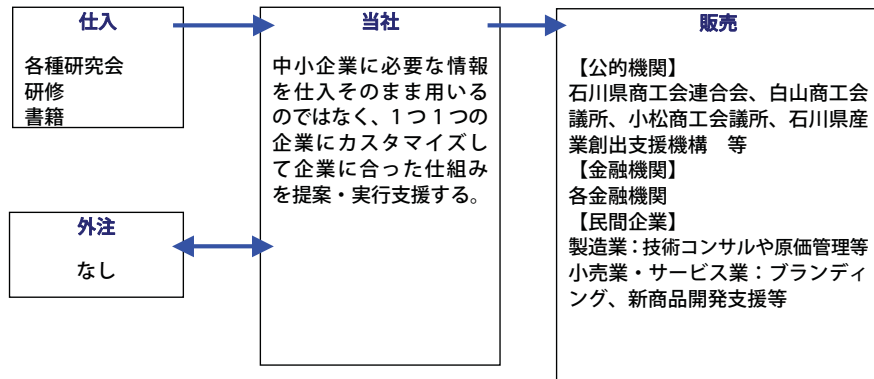 仕入
各種研究会
研修
書籍
外注
なし
当社
中小企業に必要な情報
を仕入そのまま用いる
のではなく、1つ1つの
企業にカスタマイズし
て企業に合った仕組み
を提案・実行支援する。
販売
【公的機関】
石川県商工会連合会、白山商工会
議所、小松商工会議所、石川県産
業創出支援機構　等
【金融機関】
各金融機関
【民間企業】
製造業：技術コンサルや原価管理等
小売業・サービス業：ブランディ
ング、新商品開発支援等